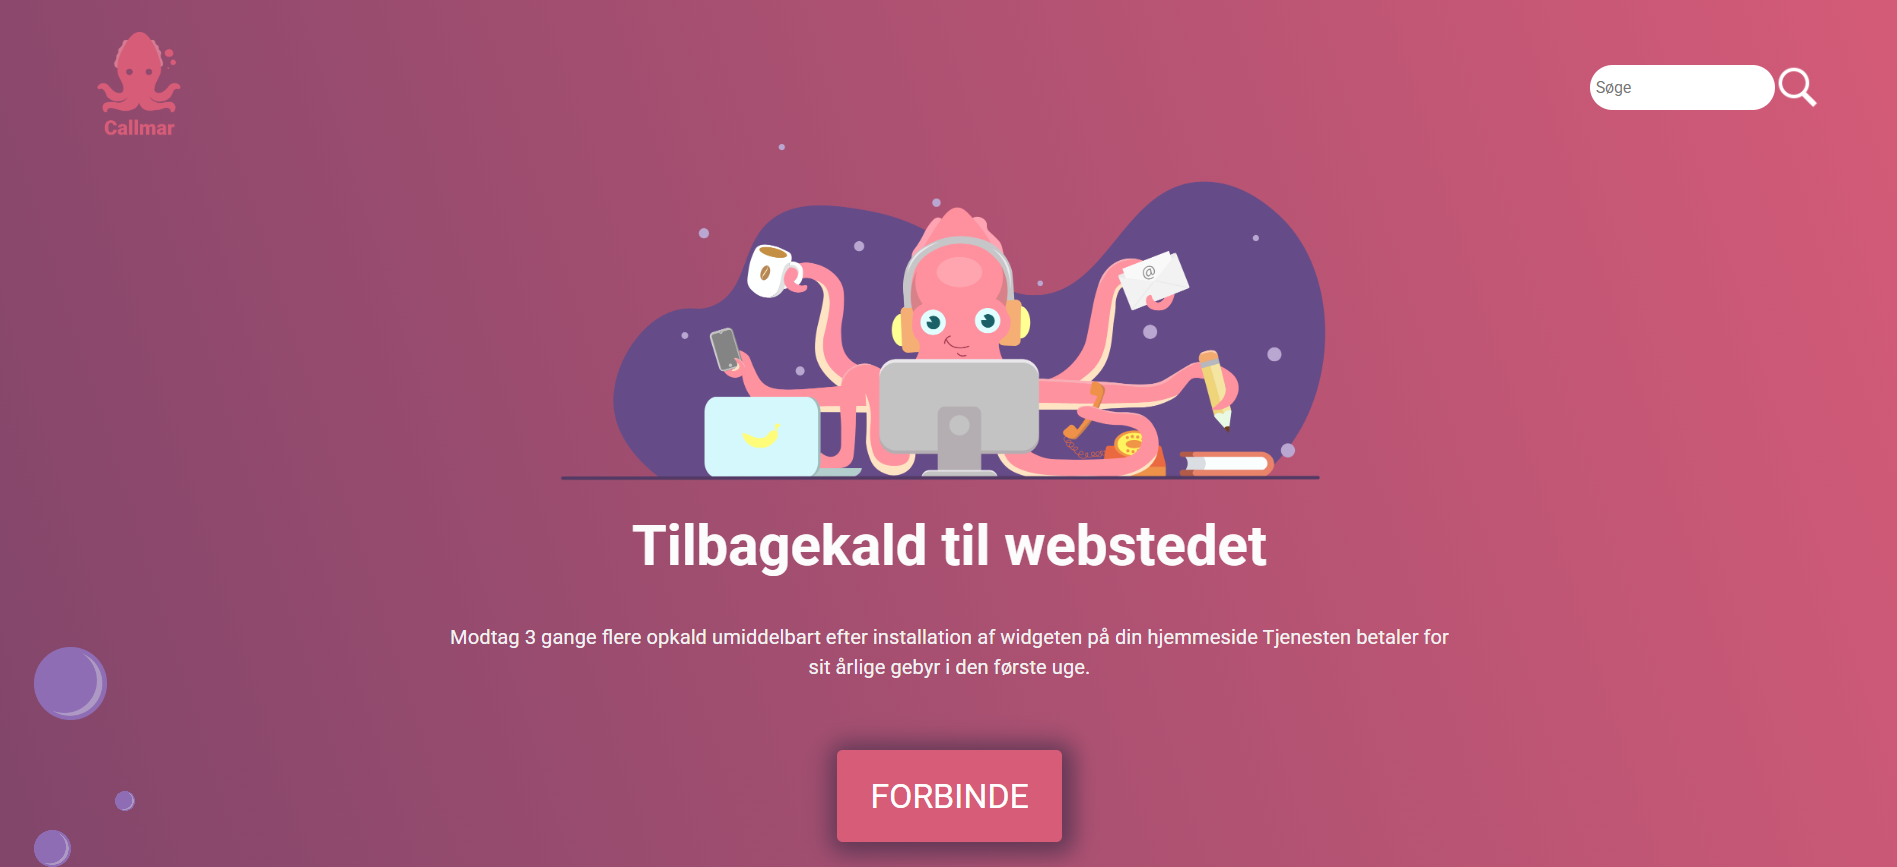 Callmar
Søge
@
Tilbagekald til webstedet
Modtag 3 gange flere opkald umiddelbart efter installation af widgeten på din hjemmeside Tjenesten betaler for
sit årlige gebyr i den første uge.
FORBINDE